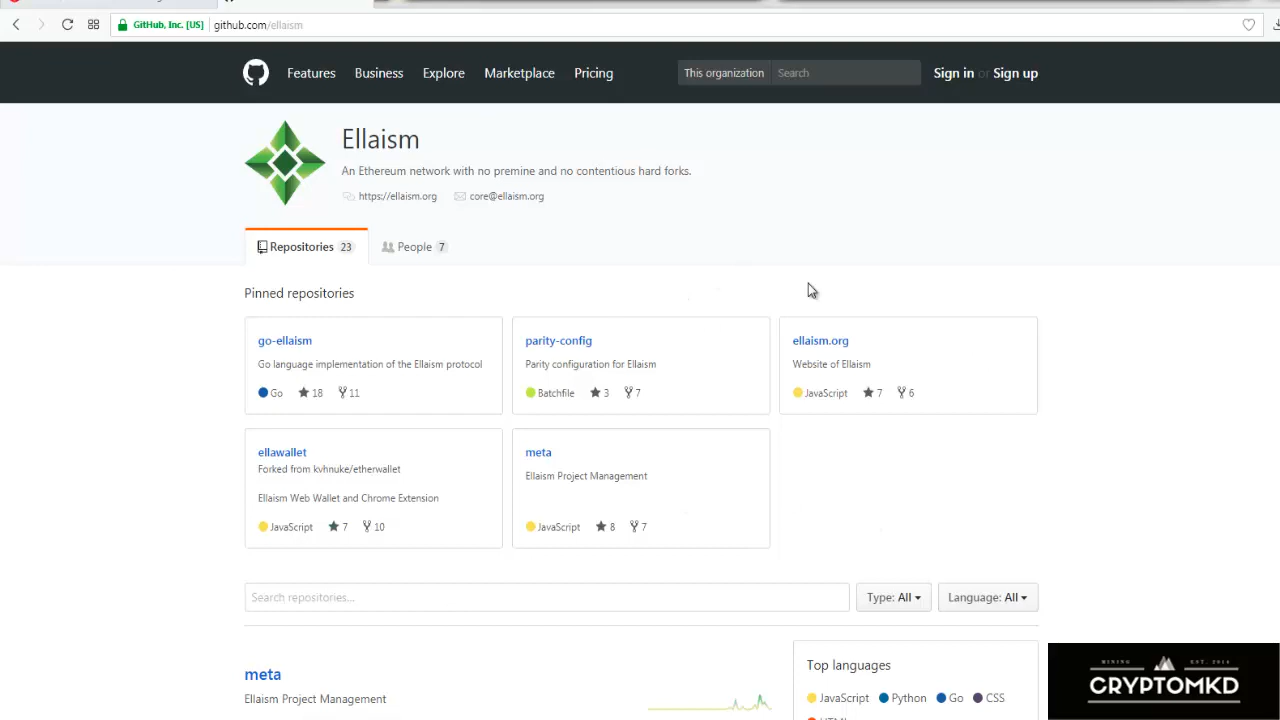 GitHub, Inc. [US] github.com/ellaism
Features Business Explore Marketplace Pricing This organization Search Sign in or Sign up
Ellaism
An Ethereum network with no premine and no contentious hard forks.
https://ellaism.org core@ellaism.org
Repositories 23 People 7
Pinned repositories
go-ellaism
Go language implementation of the Ellaism protocol
Go 18 11
parity-config
Parity configuration for Ellaism
Batchfile 3 7
ellaism.org
Website of Ellaism
JavaScript 7 6
ellawallet
Forked from kvhnuke/etherwallet
Ellaism Web Wallet and Chrome Extension
JavaScript 7 10
meta
Ellaism Project Management
JavaScript 8 7
Search repositories...
Type: All
Language: All
meta
Ellaism Project Management
Top languages
JavaScript Python Go CSS
MINING EST. 2014
CRYPTOMKD